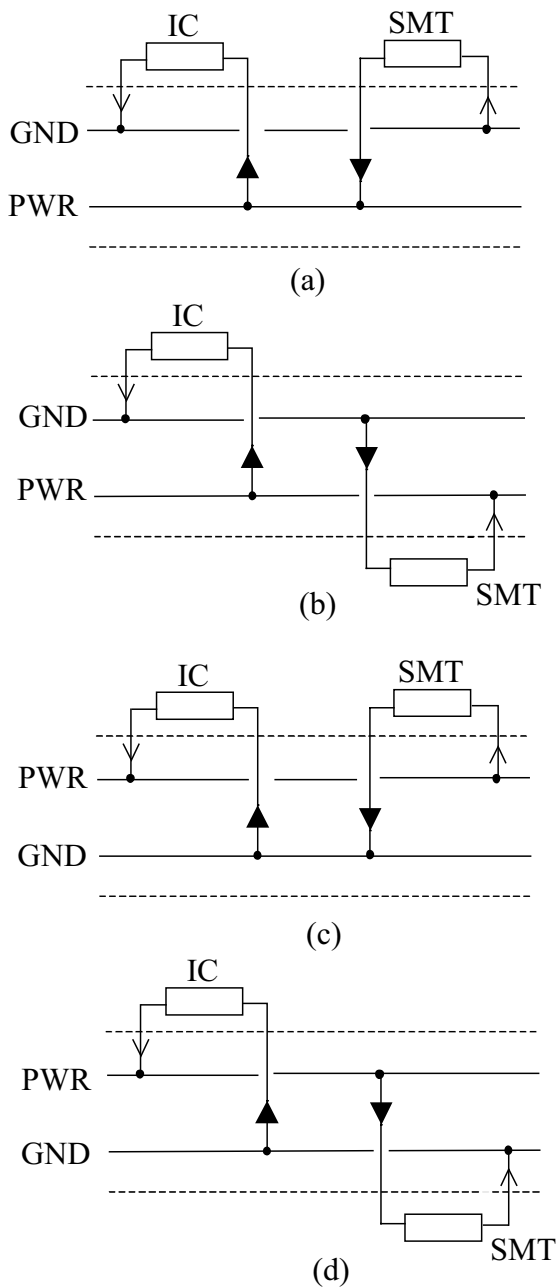 IC SMT
GND
PWR
(a)
IC
GND
PWR
SMT
(b)
IC SMT
PWR
GND
(c)
IC
PWR
GND
SMT
(d)